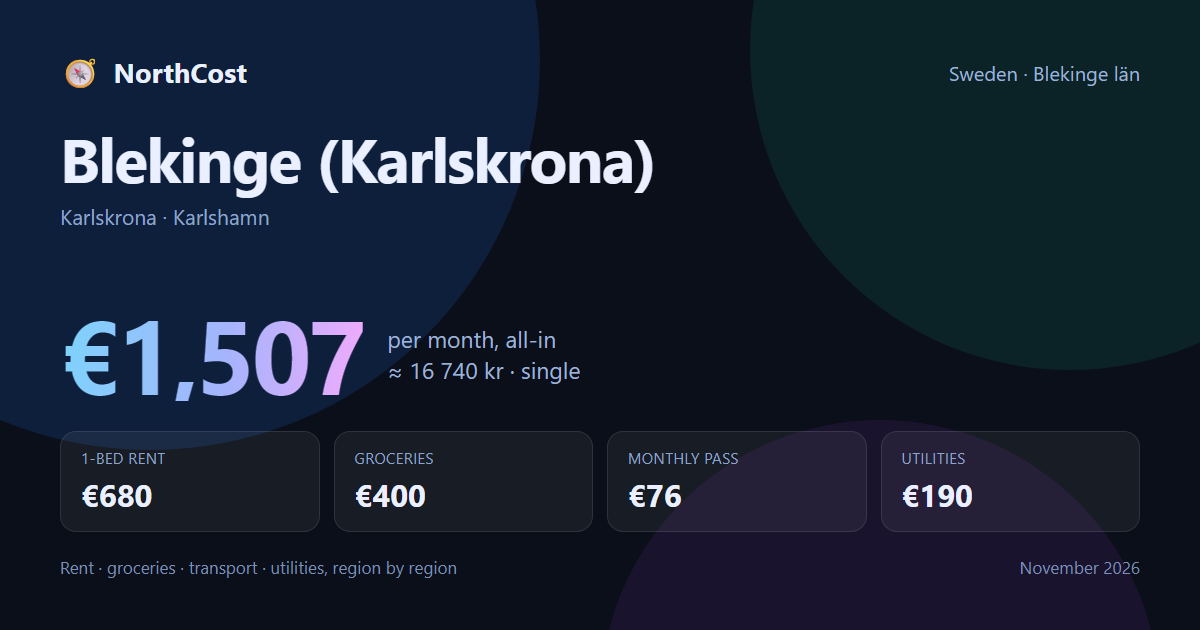 NorthCost
Sweden · Blekinge län
Blekinge (Karlskrona)
Karlskrona · Karlshamn
€1,507
per month, all-in
≈ 16 740 kr · single
1-BED RENT
€680
GROCERIES
€400
MONTHLY PASS
€76
UTILITIES
€190
Rent · groceries · transport · utilities, region by region
November 2026